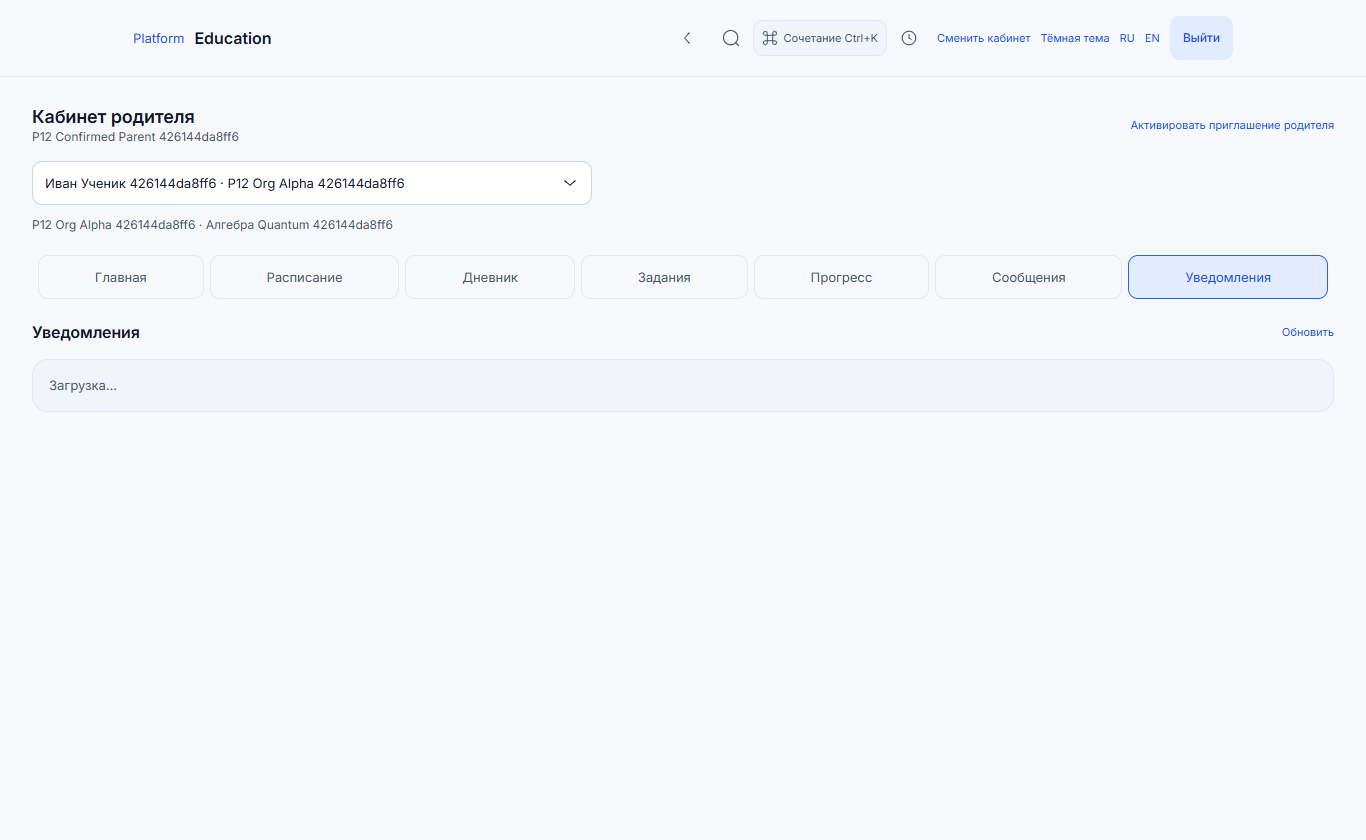 Platform Education
Сочетание Ctrl+K
Сменить кабинет Тёмная тема RU EN Выйти
Кабинет родителя
P12 Confirmed Parent 426144da8ff6
Активировать приглашение родителя
Иван Ученик 426144da8ff6 · P12 Org Alpha 426144da8ff6
P12 Org Alpha 426144da8ff6 · Алгебра Quantum 426144da8ff6
Главная Расписание Дневник Задания Прогресс Сообщения Уведомления
Уведомления
Обновить
Загрузка...